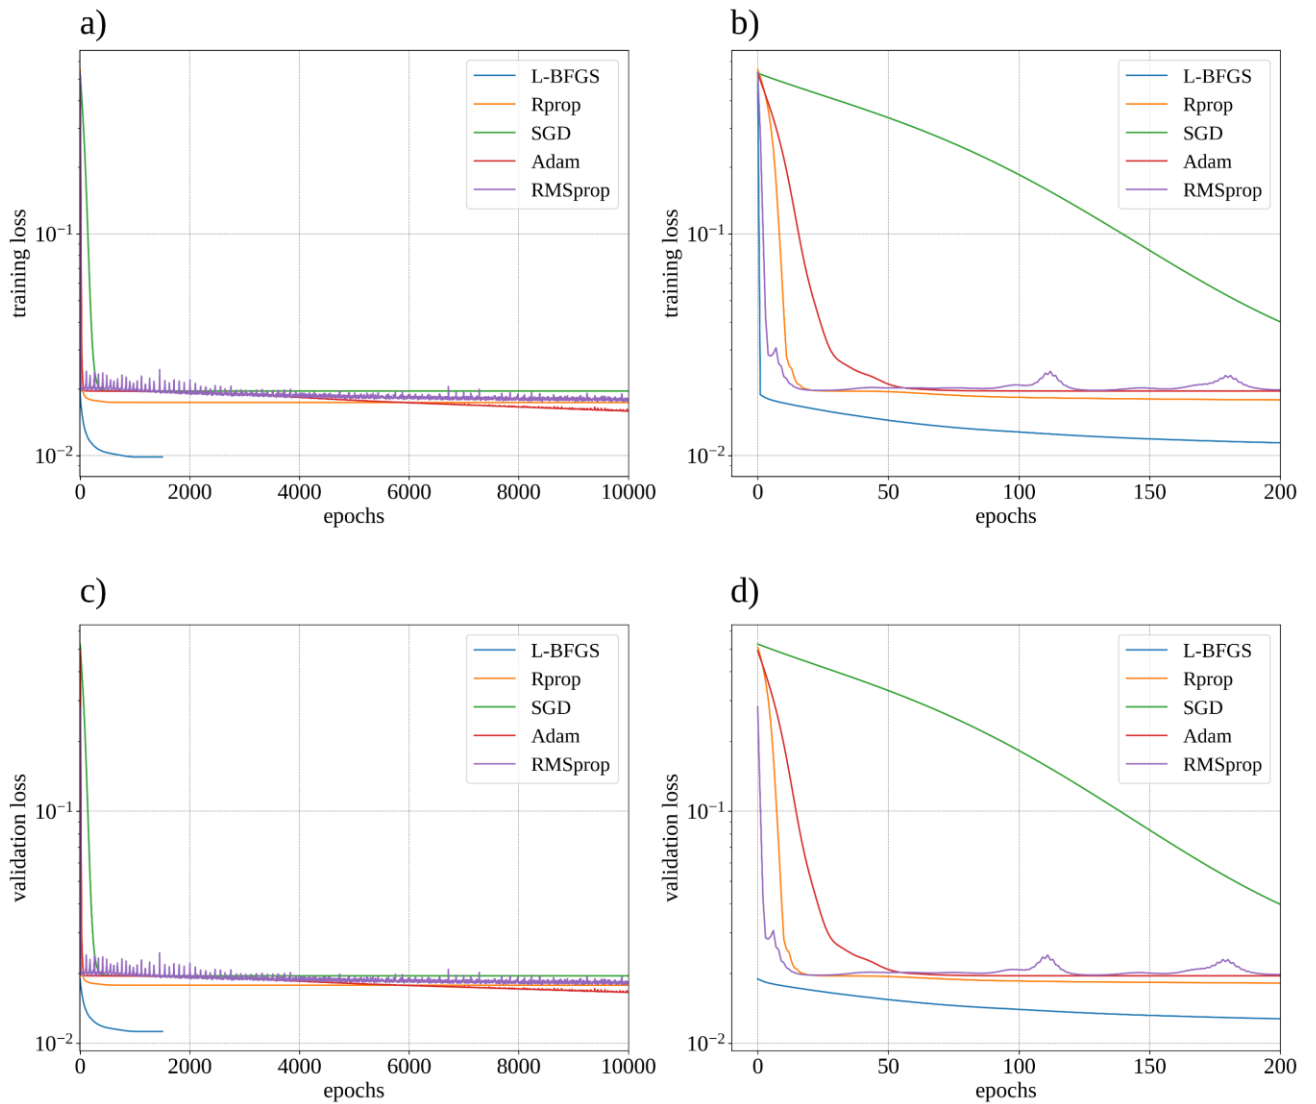 a)
training loss
10⁻¹
10⁻²
L-BFGS
Rprop
SGD
Adam
RMSprop
0 2000 4000 6000 8000 10000
epochs
b)
training loss
10⁻¹
10⁻²
L-BFGS
Rprop
SGD
Adam
RMSprop
0 50 100 150 200
epochs
c)
validation loss
10⁻¹
10⁻²
L-BFGS
Rprop
SGD
Adam
RMSprop
0 2000 4000 6000 8000 10000
epochs
d)
validation loss
10⁻¹
10⁻²
L-BFGS
Rprop
SGD
Adam
RMSprop
0 50 100 150 200
epochs